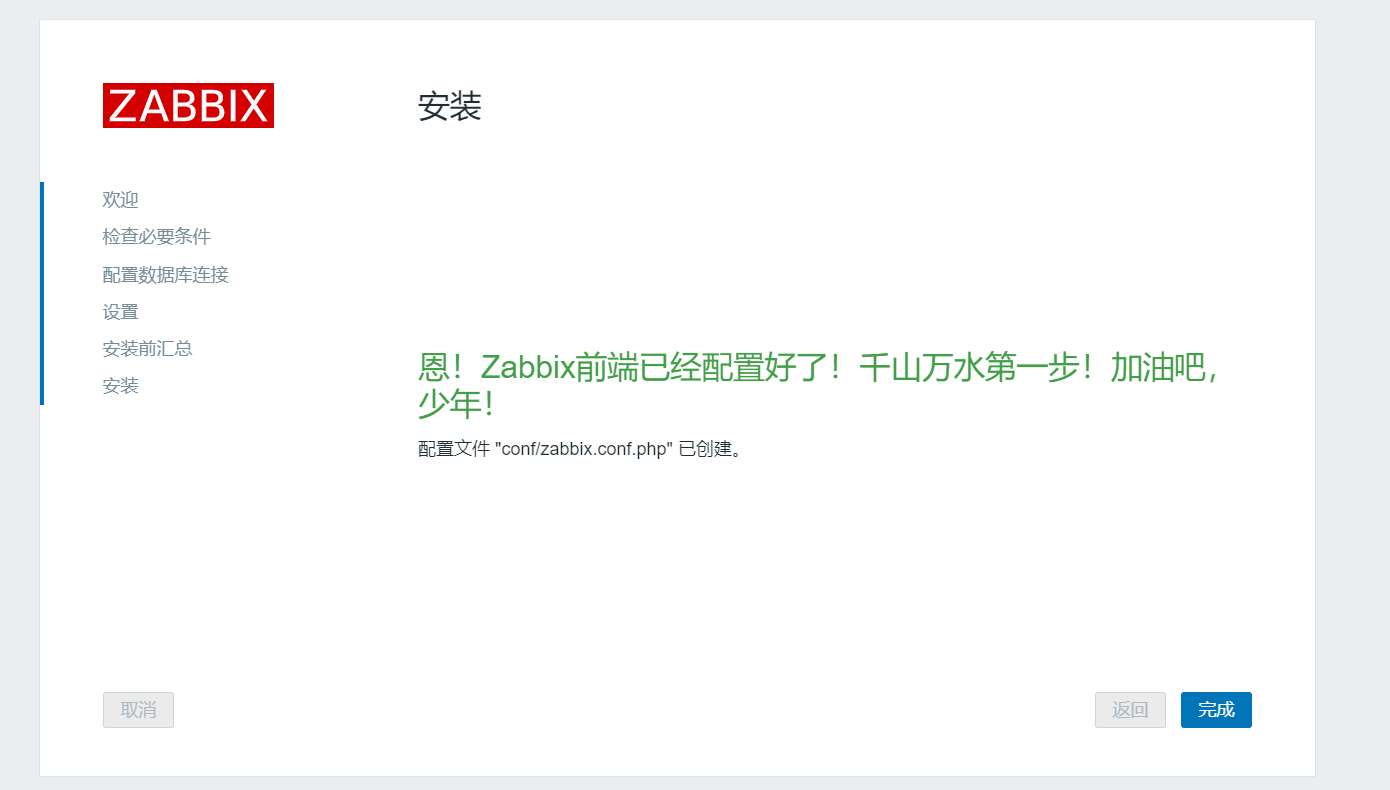 ZABBIX
安装
欢迎
检查必要条件
配置数据库连接
设置
安装前汇总
安装
恩！Zabbix前端已经配置好了！千山万水第一步！加油吧，
少年！
配置文件 "conf/zabbix.conf.php" 已创建。
取消
返回
完成